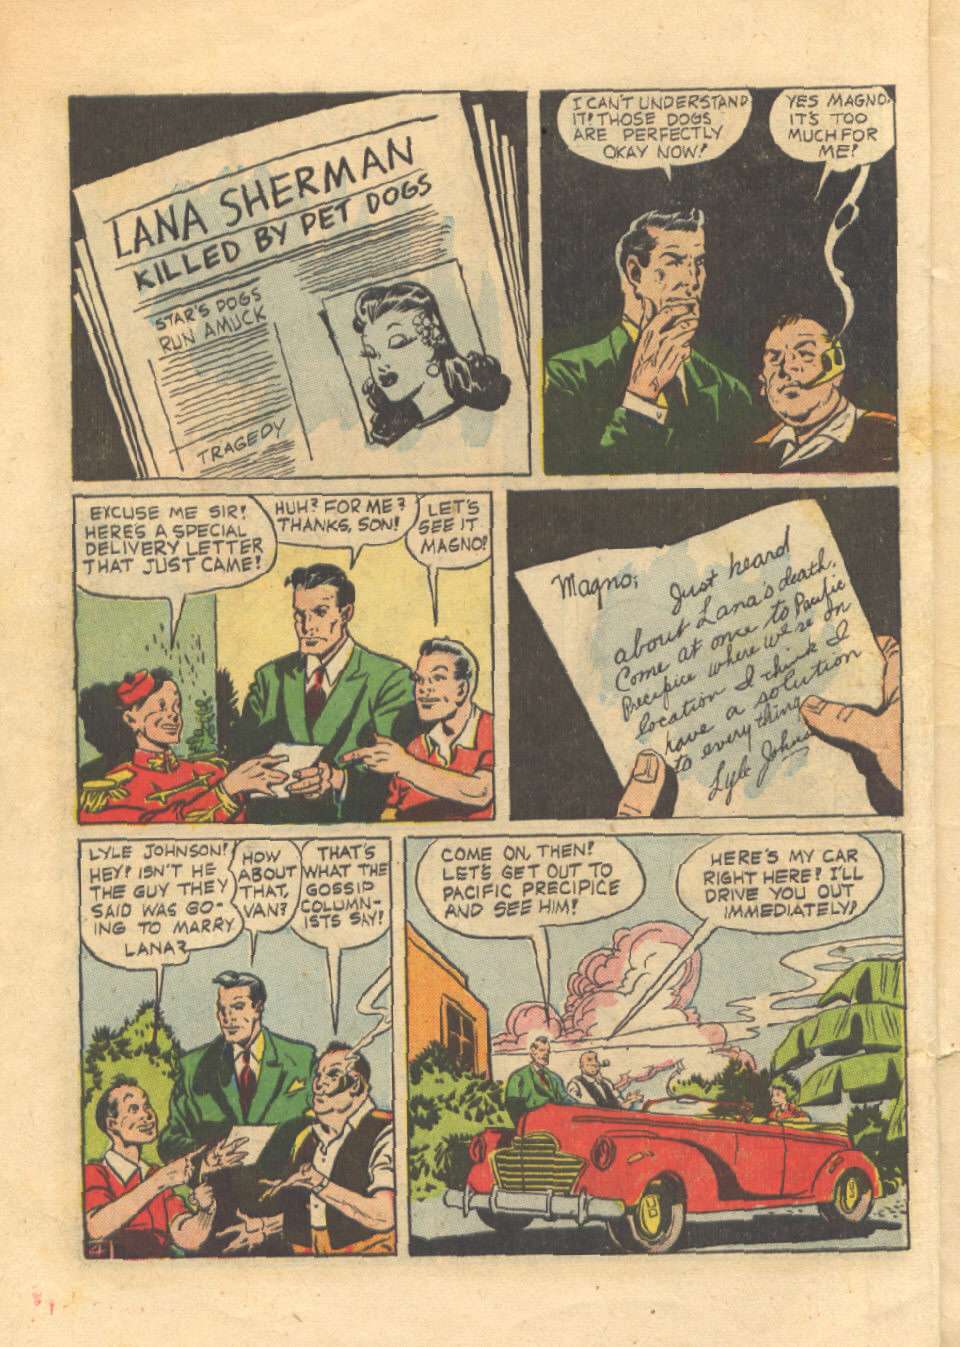 LANA SHERMAN
KILLED BY PET DOGS
STAR'S DOGS
RUN AMUCK
TRAGEDY
I CAN'T UNDERSTAND
IT! THOSE DOGS
ARE PERFECTLY
OKAY NOW!
YES MAGNO,
IT'S TOO
MUCH FOR
ME!
EXCUSE ME SIR!
HERE'S A SPECIAL
DELIVERY LETTER
THAT JUST CAME!
HUH? FOR ME?
THANKS, SON!
LET'S
SEE IT
MAGNO!
Magno;
Just heard
about Lana's death.
Come at once to Pacific
Precipice where we're on
location I think I
have a solution
to everything
Lyle Johns
LYLE JOHNSON!
HEY! ISN'T HE
THE GUY THEY
SAID WAS GO-
ING TO MARRY
LANA?
HOW
ABOUT
THAT,
VAN?
THAT'S
WHAT THE
GOSSIP
COLUMN-
ISTS SAY!
COME ON, THEN!
LET'S GET OUT TO
PACIFIC PRECIPICE
AND SEE HIM!
HERE'S MY CAR
RIGHT HERE! I'LL
DRIVE YOU OUT
IMMEDIATELY!